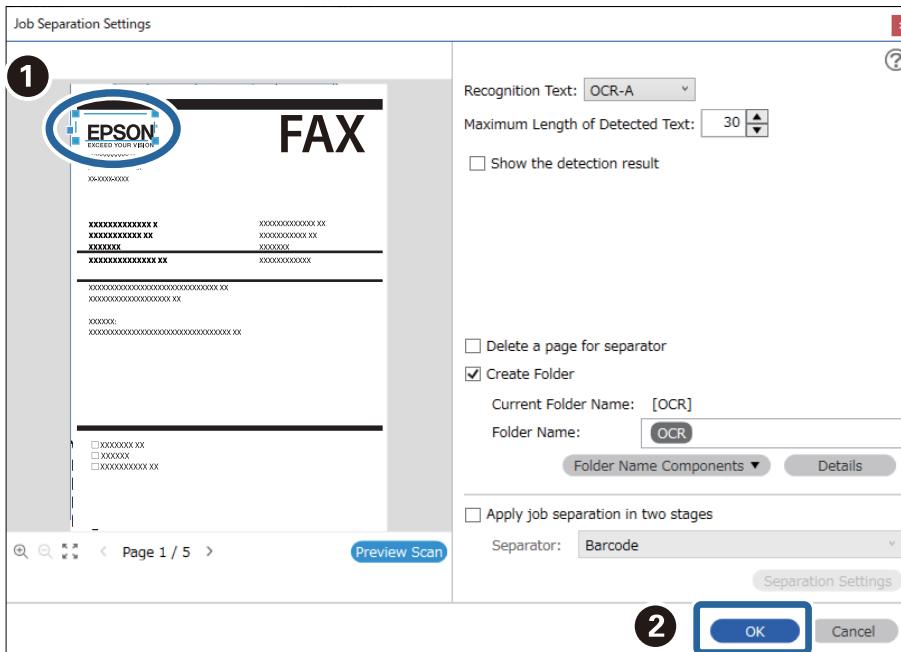 Job Separation Settings
1
EPSON
EXCEED YOUR VISION
FAX
XX-XXXX-XXXX
XXXXXXXXXXXXX X
XXXXXXXXXXXXX XX
XXXXXXXXXXXX XX
XXXXXXXXXXX XX
XXXXXXX
XXXXXXX
XXXXXXXXXXXXXX XX
XXXXXXXXXXXX
XXXXXXXXXXXXXXXXXXXXXXXXXXXXXX XX
XXXXXXXXXXXXXXXXXXX XX
XXXXXX:
XXXXXXXXXXXXXXXXXXXXXXXXXXXXXXXXX XX
XXXXXXX XX
XXXXXX
XXXXXXXXXX XX
Page 1 / 5
Preview Scan
Recognition Text: OCR-A
Maximum Length of Detected Text: 30
Show the detection result
Delete a page for separator
Create Folder
Current Folder Name: [OCR]
Folder Name: OCR
Folder Name Components
Details
Apply job separation in two stages
Separator: Barcode
Separation Settings
2
OK
Cancel